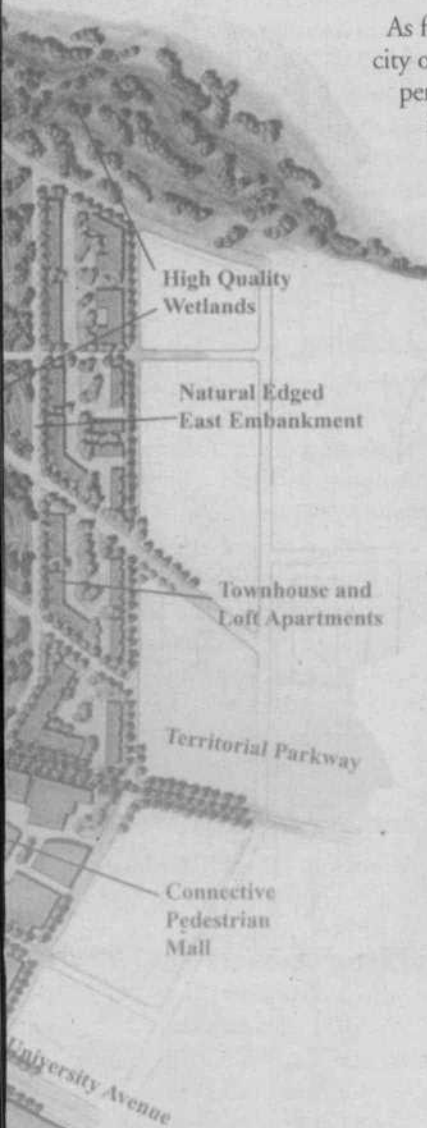 As f
city o
per
High Quality
Wetlands
Natural Edged
East Embankment
Townhouse and
Loft Apartments
Territorial Parkway
Connective
Pedestrian
Mall
University Avenue